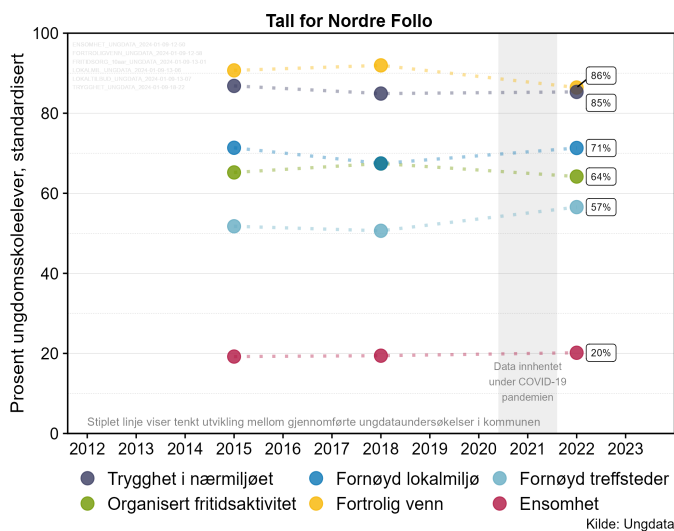 Tall for Nordre Follo
Prosent ungdomsskoleelever, standardisert
100
80
60
40
20
0
86%
85%
71%
64%
57%
20%
Data innhentet
under COVID-19
pandemien
Stiplet linje viser tenkt utvikling mellom gjennomførte ungdataundersøkelser i kommunen
2012 2013 2014 2015 2016 2017 2018 2019 2020 2021 2022 2023
Trygghet i nærmiljøet Fornøyd lokalmiljø Fornøyd treffsteder
Organisert fritidsaktivitet Fortrolig venn Ensomhet
Kilde: Ungdata